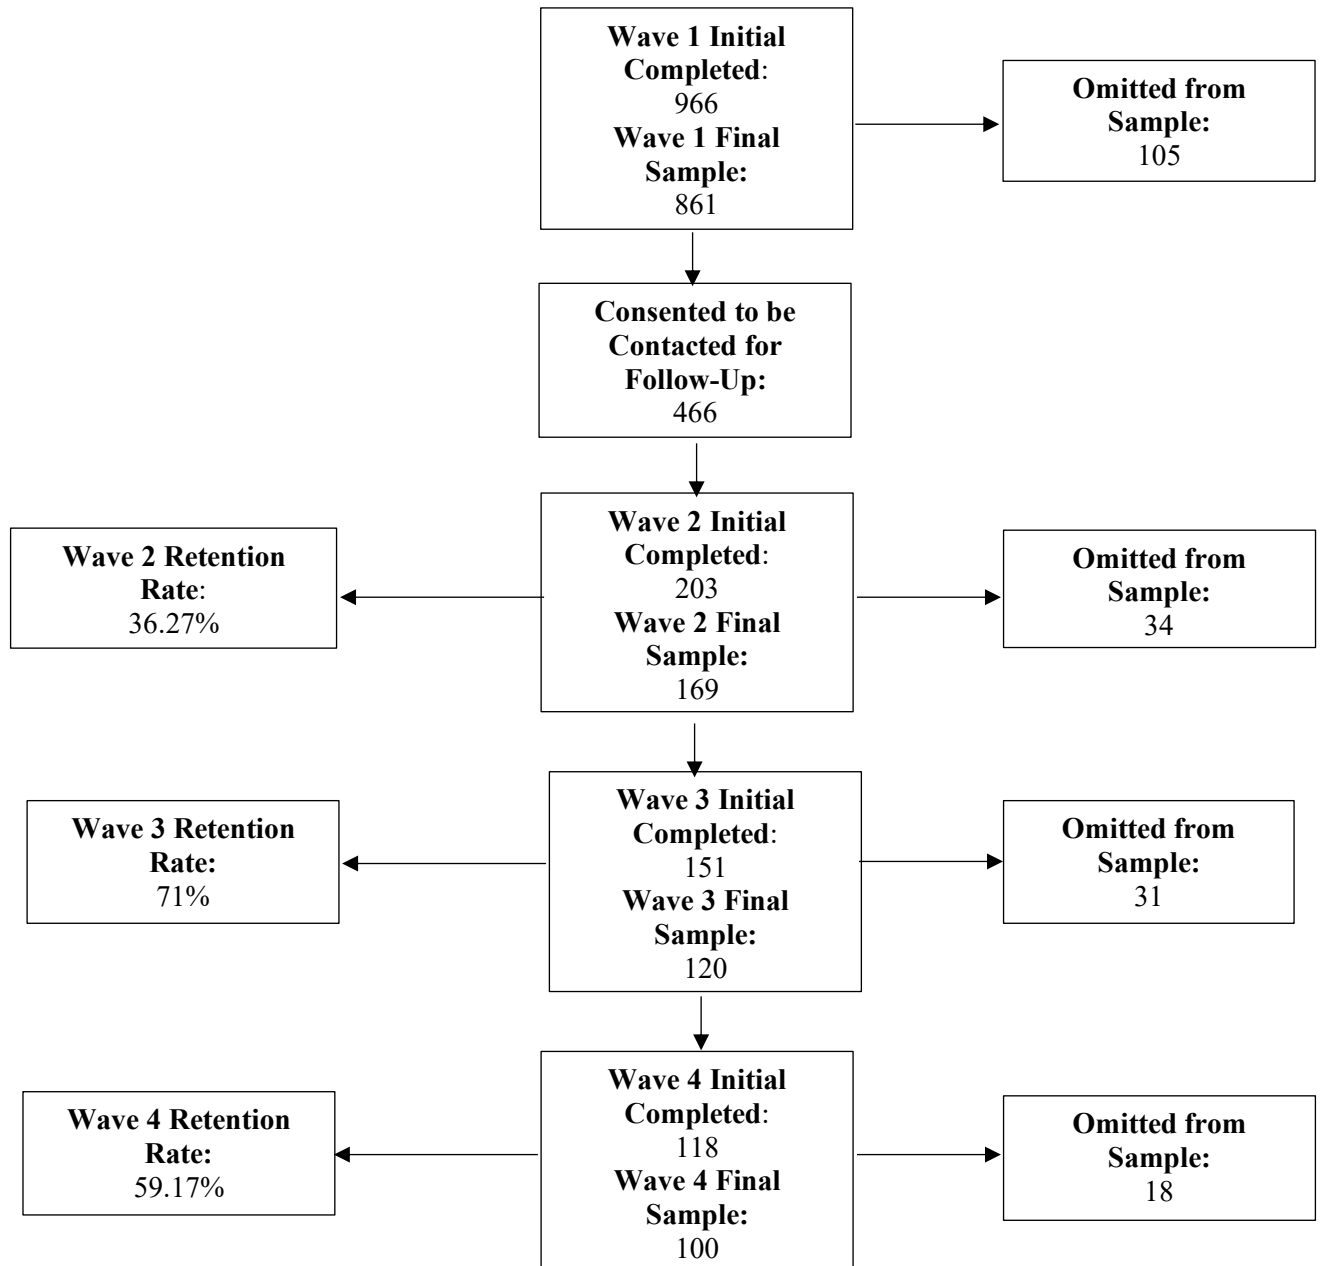 Wave 1 Initial
Completed:
966
Wave 1 Final
Sample:
861
Omitted from
Sample:
105
Consented to be
Contacted for
Follow-Up:
466
Wave 2 Retention
Rate:
36.27%
Wave 2 Initial
Completed:
203
Wave 2 Final
Sample:
169
Omitted from
Sample:
34
Wave 3 Retention
Rate:
71%
Wave 3 Initial
Completed:
151
Wave 3 Final
Sample:
120
Omitted from
Sample:
31
Wave 4 Retention
Rate:
59.17%
Wave 4 Initial
Completed:
118
Wave 4 Final
Sample:
100
Omitted from
Sample:
18